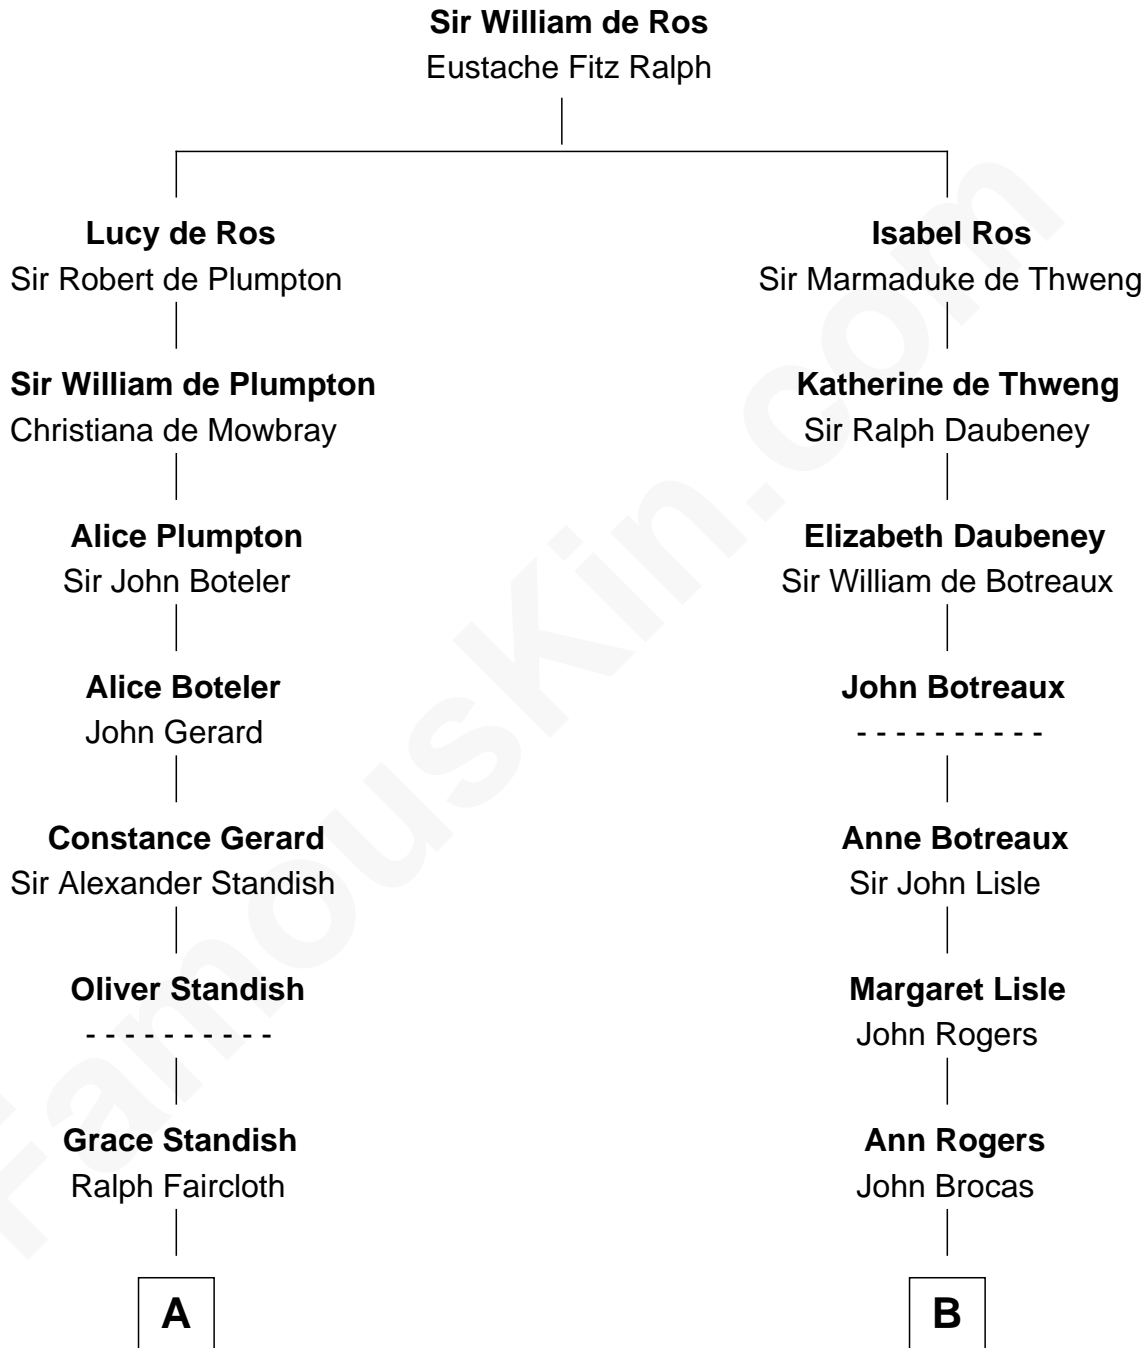 Sir William de Ros
Eustache Fitz Ralph
Lucy de Ros
Sir Robert de Plumpton
Isabel Ros
Sir Marmaduke de Thweng
Sir William de Plumpton
Christiana de Mowbray
Katherine de Thweng
Sir Ralph Daubeney
Alice Plumpton
Sir John Boteler
Elizabeth Daubeney
Sir William de Botreaux
Alice Boteler
John Gerard
John Botreaux
- - - - - - - - - -
Constance Gerard
Sir Alexander Standish
Anne Botreaux
Sir John Lisle
Oliver Standish
- - - - - - - - - -
Margaret Lisle
John Rogers
Grace Standish
Ralph Faircloth
Ann Rogers
John Brocas
A
B
FamousKin.com